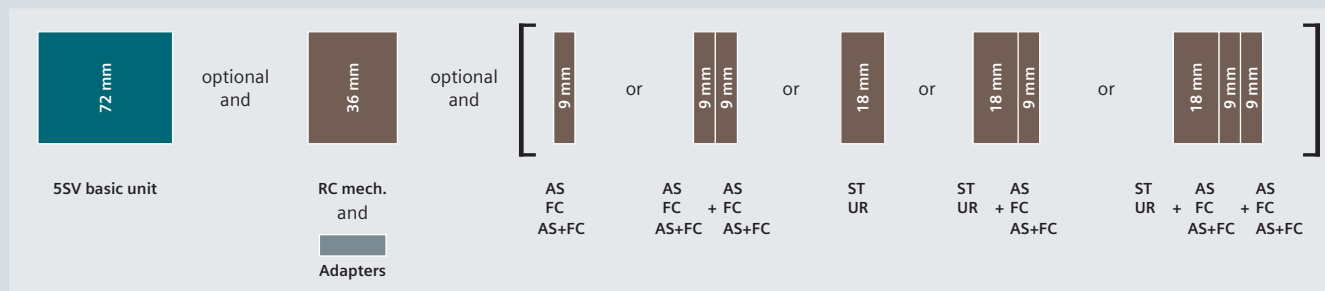 72 mm
optional
and
36 mm
optional
and
9 mm
or
9 mm
9 mm
or
18 mm
or
18 mm
9 mm
or
18 mm
9 mm
9 mm
5SV basic unit
RC mech.
and
Adapters
AS
FC
AS+FC
AS AS
FC + FC
AS+FC AS+FC
ST
UR
ST AS
UR + FC
AS+FC
ST AS AS
UR + FC + FC
AS+FC AS+FC